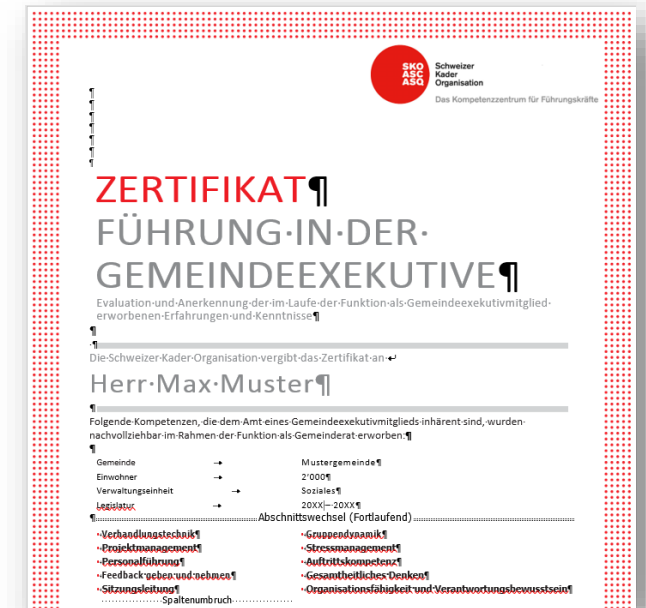 SKO
ASC
ASQ
Schweizer
Kader
Organisation
Das Kompetenzzentrum für Führungskräfte
ZERTIFIKAT¶
FÜHRUNG·IN·DER·
GEMEINDEEXEKUTIVE¶
Evaluation·und·Anerkennung·der·im·Laufe·der·Funktion·als·Gemeindeexekutivmitglied·
erworbenen·Erfahrungen·und·Kenntnisse¶
Die·Schweizer·Kader·Organisation·vergibt·das·Zertifikat·an·↵
Herr·Max·Muster¶
Folgende·Kompetenzen,·die·dem·Amt·eines·Gemeindeexekutivmitglieds·inhärent·sind,·wurden·
nachvollziehbar·im·Rahmen·der·Funktion·als·Gemeinderat·erworben:¶
Gemeinde → Mustergemeinde¶
Einwohner → 2'000¶
Verwaltungseinheit → Soziales¶
Legislatur → 20XX–·20XX¶
Abschnittswechsel (Fortlaufend)
·Verhandlungstechnik¶
·Projektmanagement¶
·Personalführung¶
·Feedback·geben·und·nehmen¶
·Sitzungsleitung¶
Spaltenumbruch
·Gruppendynamik¶
·Stressmanagement¶
·Auftrittskompetenz¶
·Gesamtheitliches·Denken¶
·Organisationsfähigkeit·und·Verantwortungsbewusstsein¶